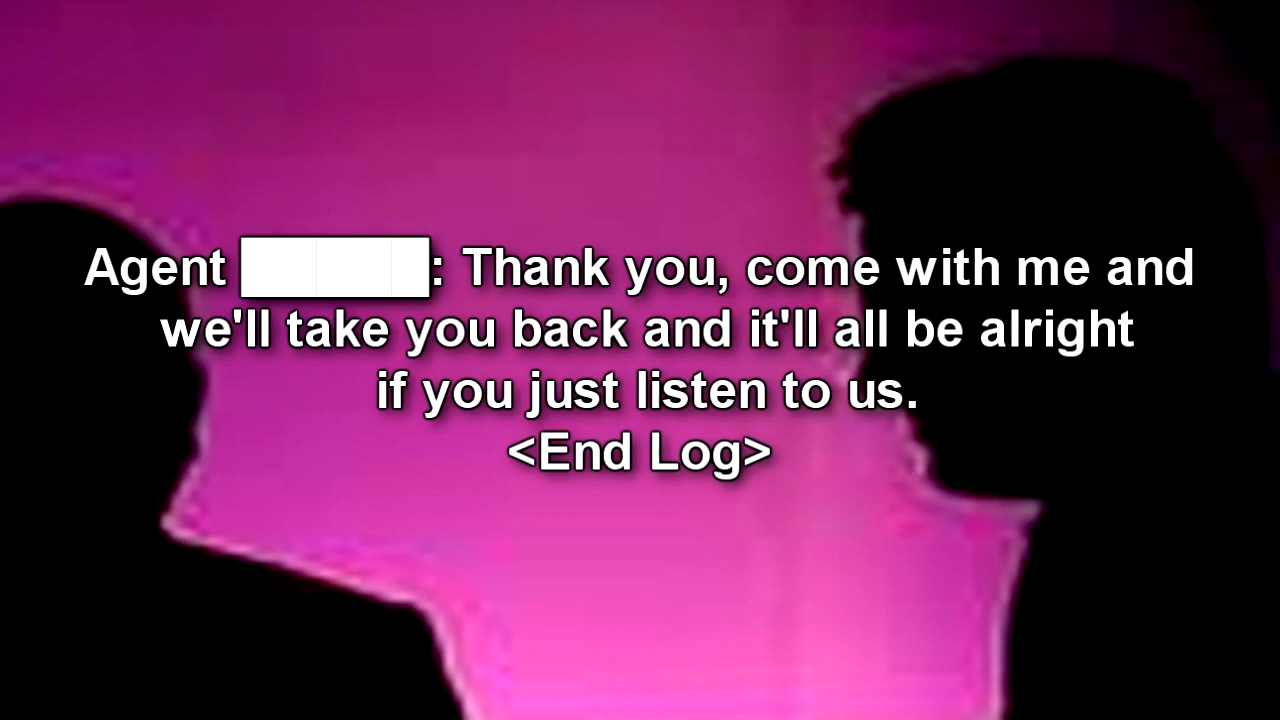 Agent █████: Thank you, come with me and
we'll take you back and it'll all be alright
if you just listen to us.
<End Log>